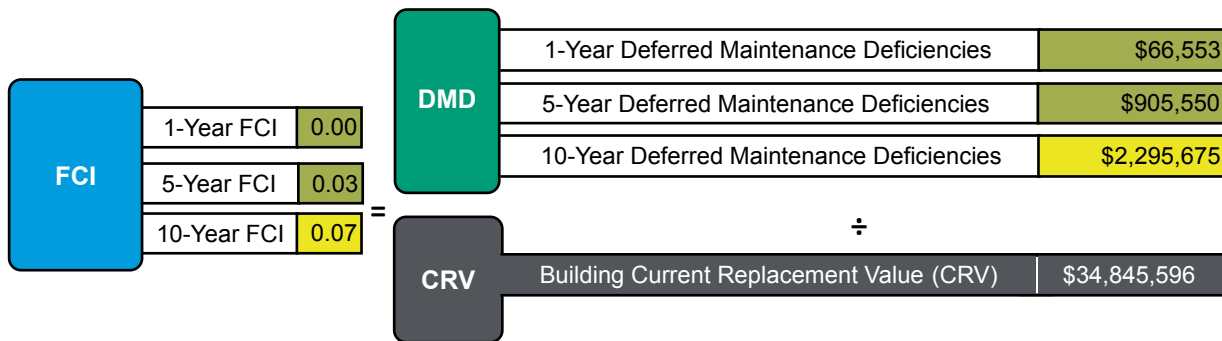 FCI
1-Year FCI 0.00
5-Year FCI 0.03
10-Year FCI 0.07
=
DMD
1-Year Deferred Maintenance Deficiencies $66,553
5-Year Deferred Maintenance Deficiencies $905,550
10-Year Deferred Maintenance Deficiencies $2,295,675
÷
CRV
Building Current Replacement Value (CRV) $34,845,596